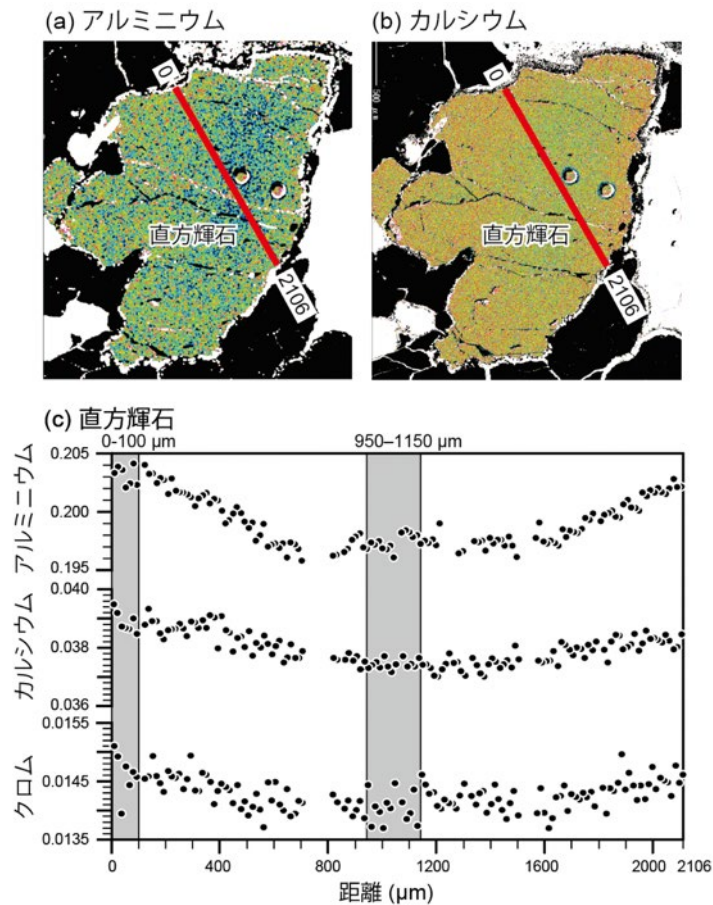 (a) アルミニウム
(b) カルシウム
0
直方輝石
2106
500 μm
0
直方輝石
2106
(c) 直方輝石
0-100 μm
950–1150 μm
0.205
0.200
0.195
アルミニウム
0.040
0.038
0.036
カルシウム
0.0155
0.0145
0.0135
クロム
0
400
800
1200
1600
2000
2106
距離 (μm)